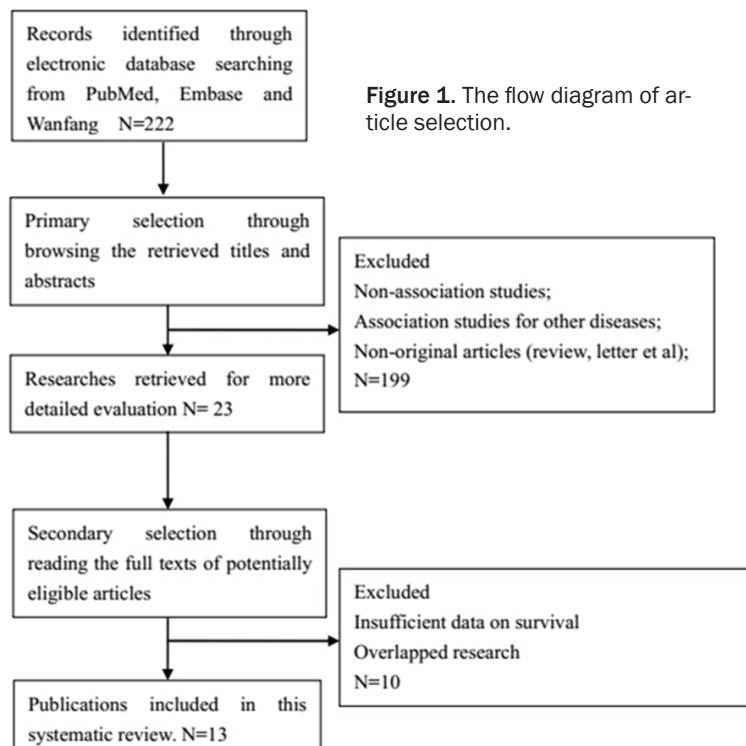 Records identified through
electronic database searching
from PubMed, Embase and
Wanfang N=222
Figure 1. The flow diagram of ar-
ticle selection.
Primary selection through
browsing the retrieved titles and
abstracts
Excluded
Non-association studies;
Association studies for other diseases;
Non-original articles (review, letter et al);
N=199
Researches retrieved for more
detailed evaluation N= 23
Secondary selection through
reading the full texts of potentially
eligible articles
Excluded
Insufficient data on survival
Overlapped research
N=10
Publications included in this
systematic review. N=13